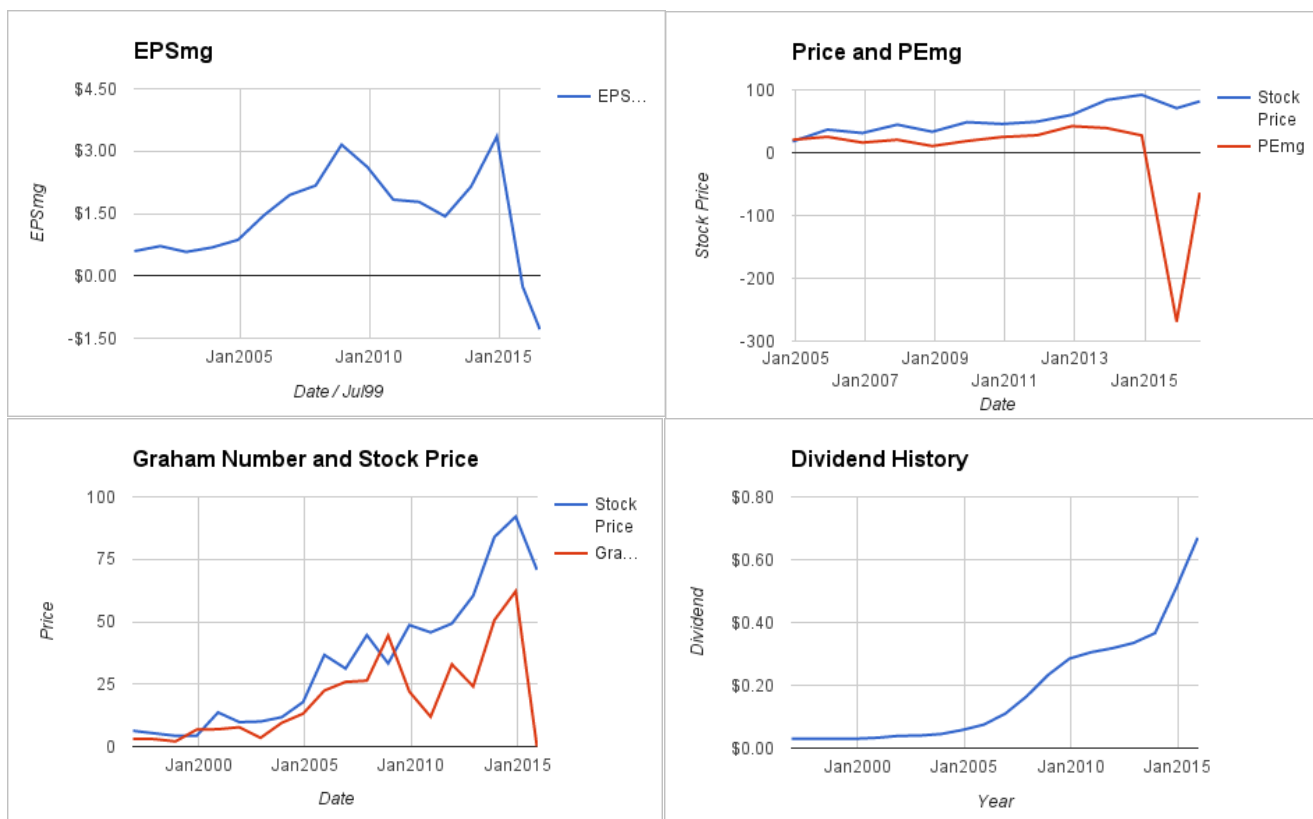 EPSmg
$4.50
$3.00
$1.50
$0.00
-$1.50
EPSmg
Jan2005
Jan2010
Jan2015
Date / Jul99
EPS…
Price and PEmg
100
0
-100
-200
-300
Stock Price
Jan2005
Jan2007
Jan2009
Jan2011
Jan2013
Jan2015
Date
Stock
Price
PEmg
Graham Number and Stock Price
100
75
50
25
0
Price
Jan2000
Jan2005
Jan2010
Jan2015
Date
Stock
Price
Gra…
Dividend History
$0.80
$0.60
$0.40
$0.20
$0.00
Dividend
Jan2000
Jan2005
Jan2010
Jan2015
Year